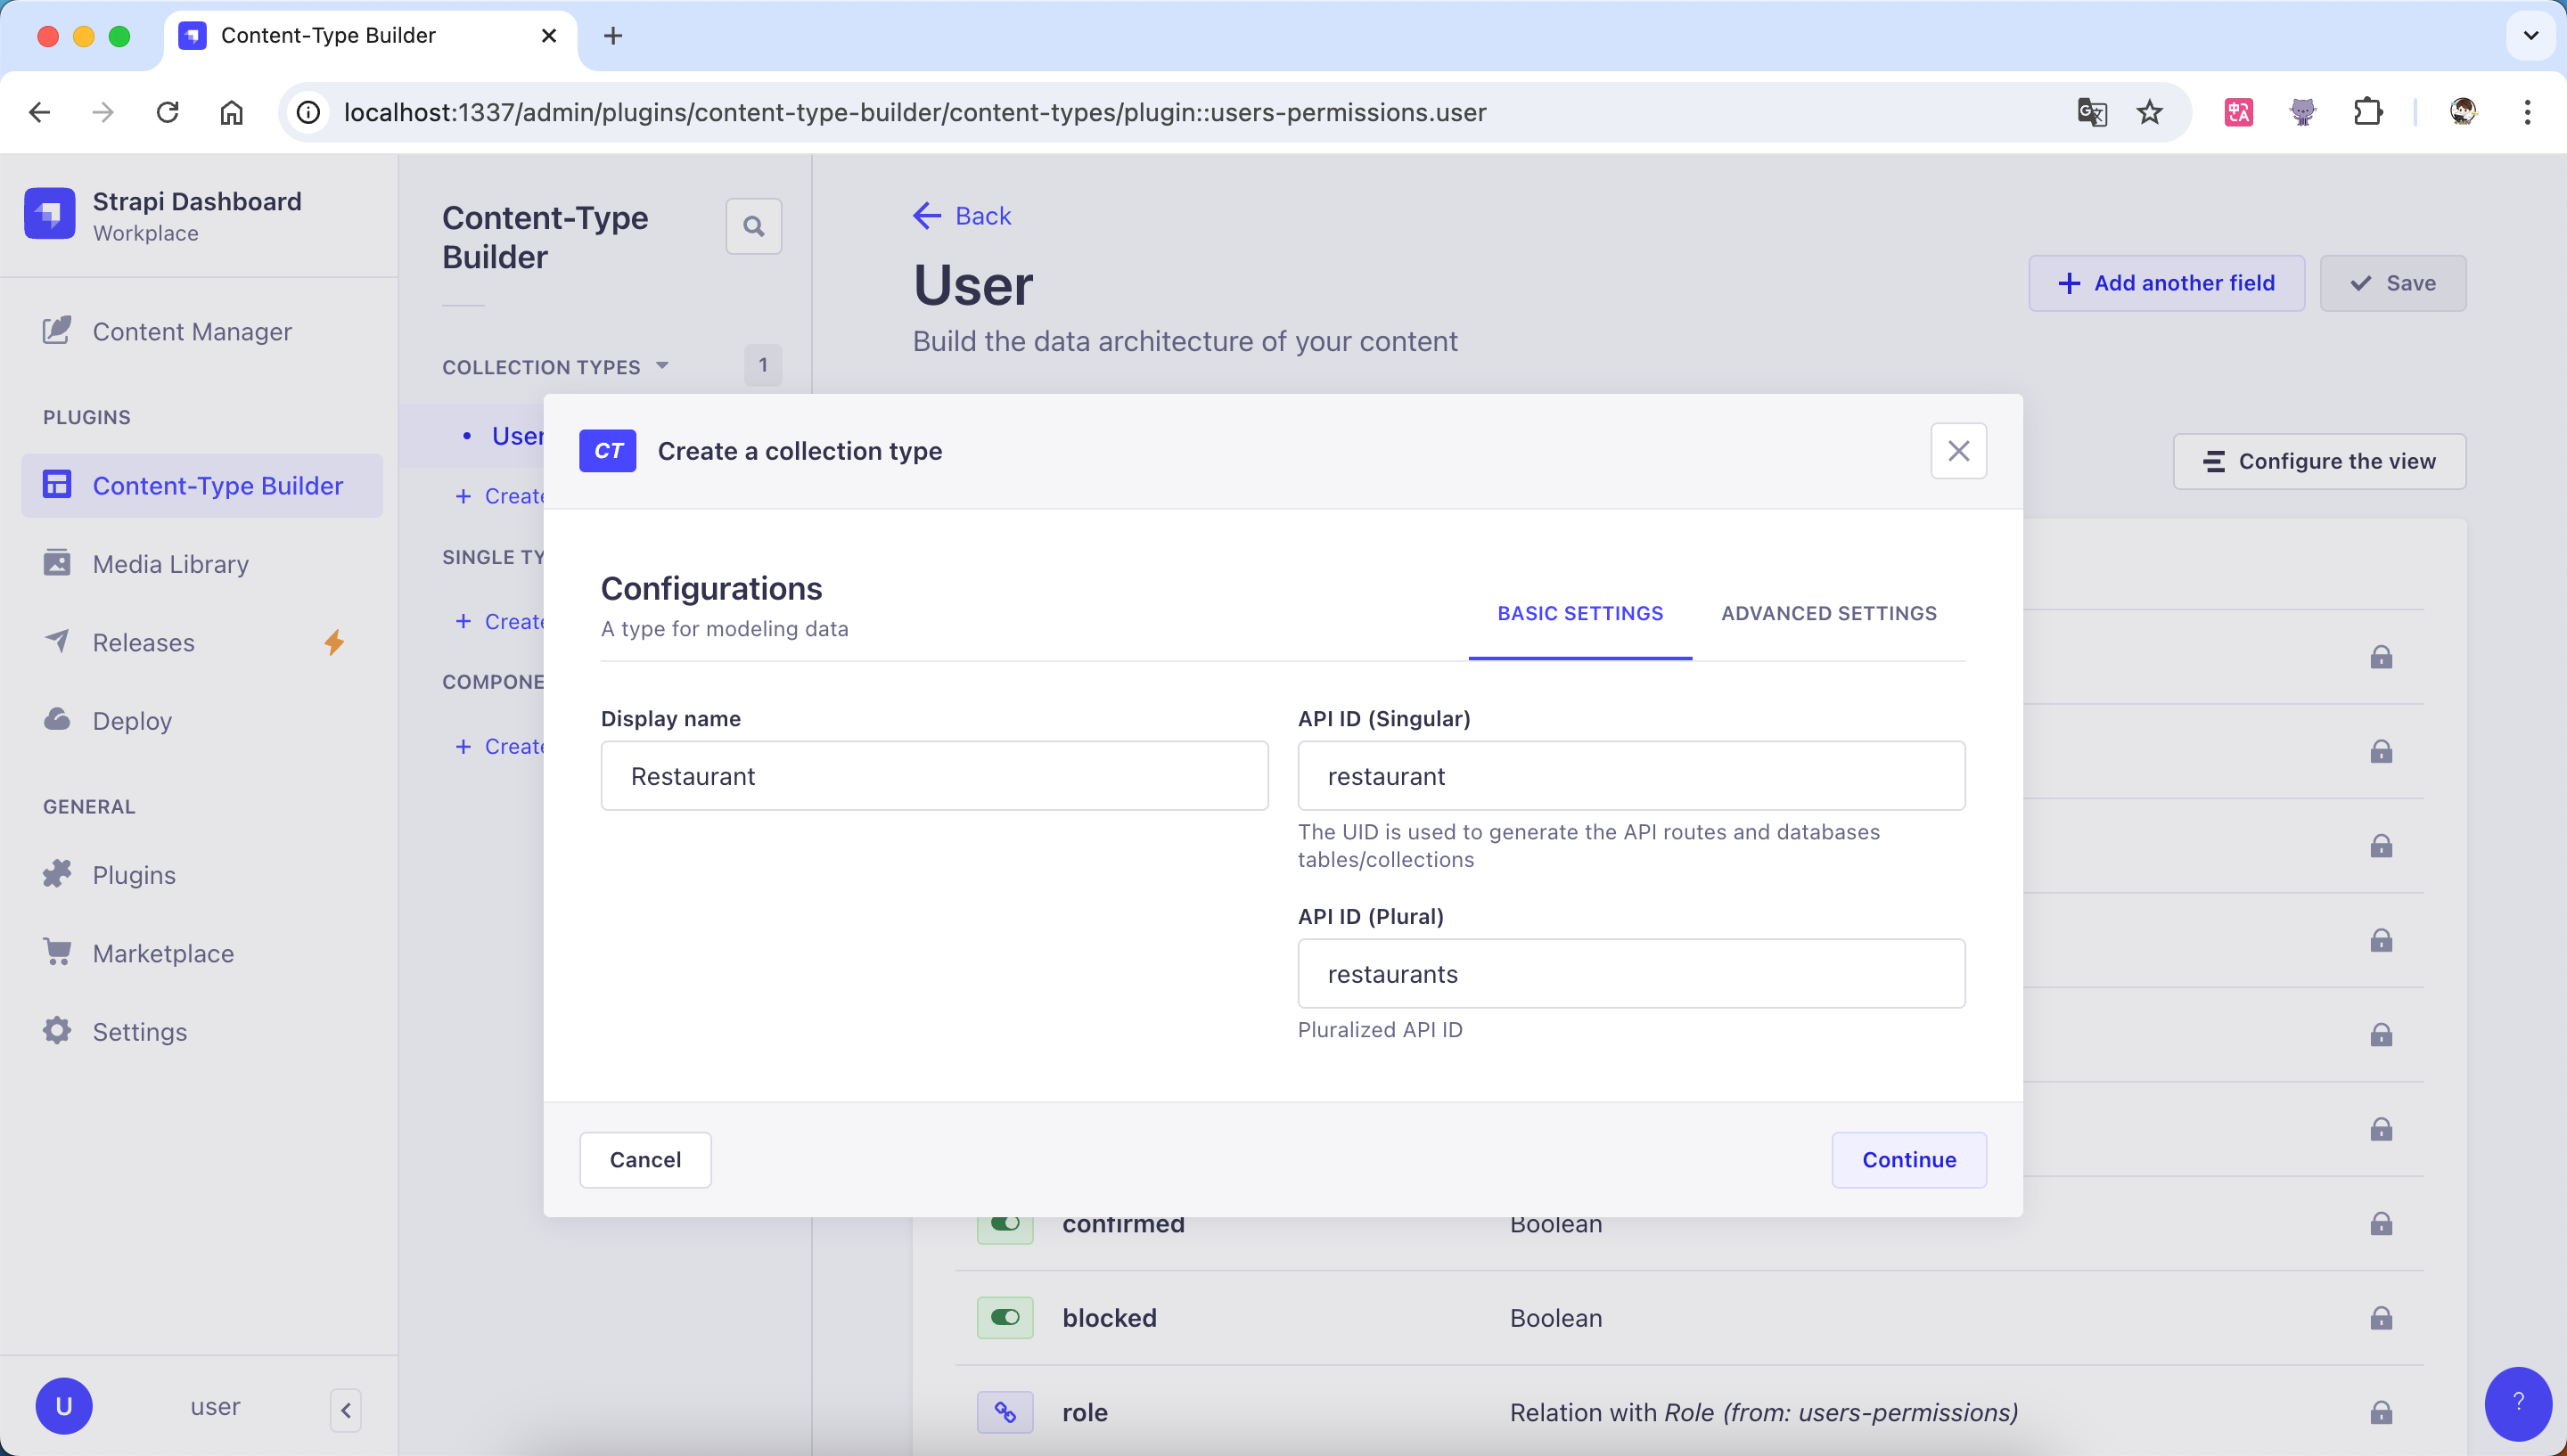 Content-Type Builder
localhost:1337/admin/plugins/content-type-builder/content-types/plugin::users-permissions.user
Strapi Dashboard
Workplace
Content Manager
PLUGINS
Content-Type Builder
Media Library
Releases
Deploy
GENERAL
Plugins
Marketplace
Settings
U
user
Content-Type
Builder
COLLECTION TYPES
1
User
+ Create
SINGLE TY
+ Create
COMPONE
+ Create
Back
User
Build the data architecture of your content
Add another field
Save
Configure the view
CT
Create a collection type
Configurations
A type for modeling data
BASIC SETTINGS
ADVANCED SETTINGS
Display name
Restaurant
API ID (Singular)
restaurant
The UID is used to generate the API routes and databases
tables/collections
API ID (Plural)
restaurants
Pluralized API ID
Cancel
Continue
confirmed
Boolean
blocked
Boolean
role
Relation with Role (from: users-permissions)
?